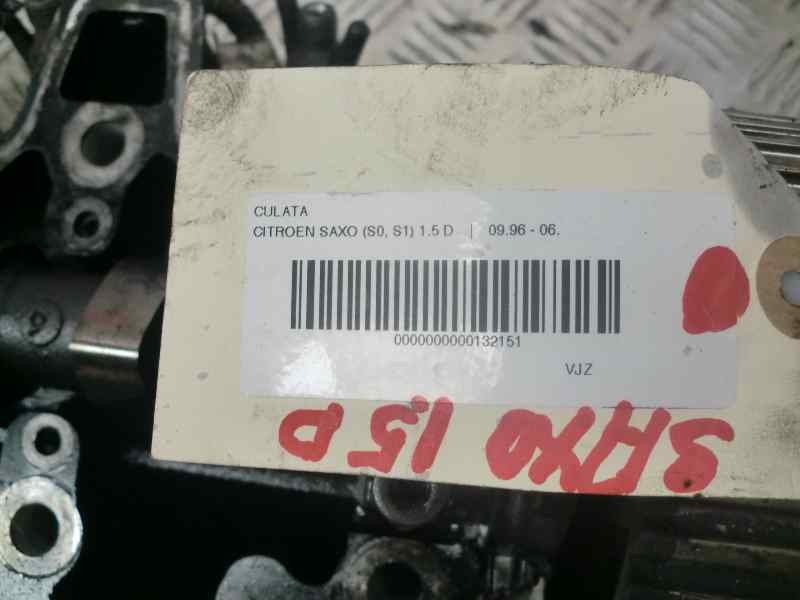 CULATA
CITROEN SAXO (S0, S1) 1.5 D | 09.96 - 06.
0000000000132151
VJZ
SAXO 1.5 D